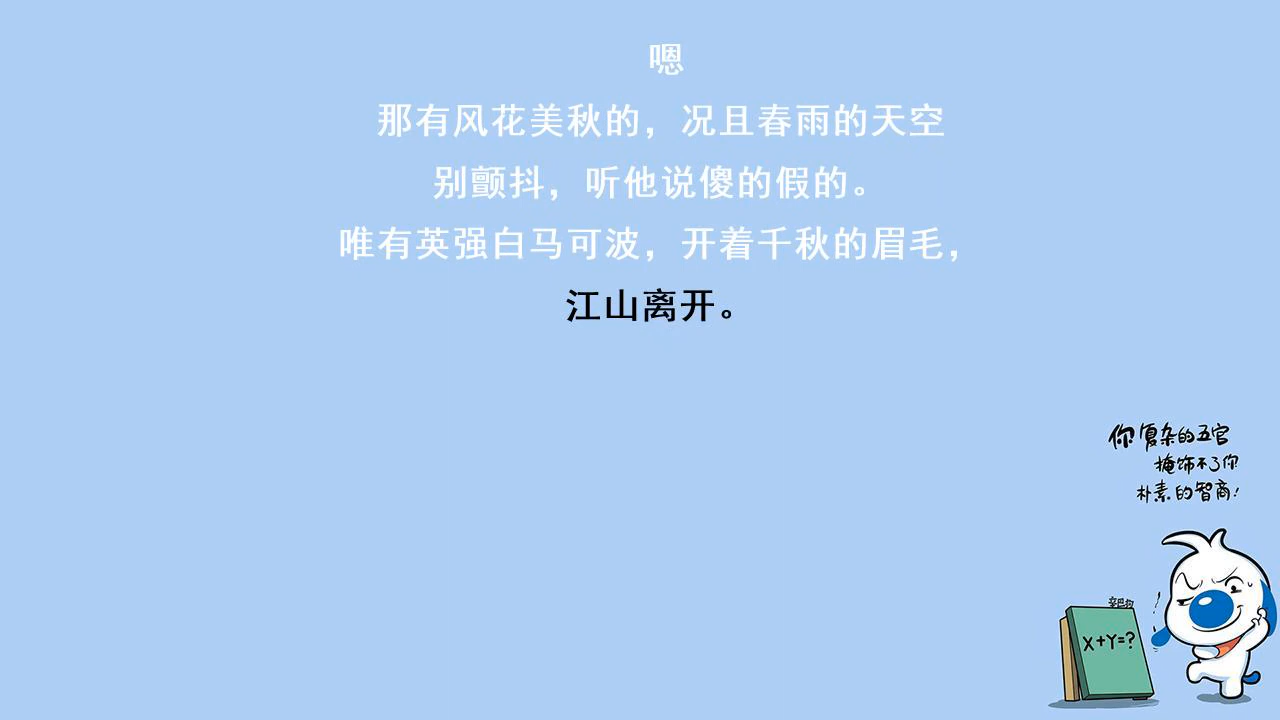 嗯
那有风花美秋的，况且春雨的天空
别颤抖，听他说傻的假的。
唯有英强白马可波，开着千秋的眉毛，
江山离开。
你复杂的五官
掩饰不了你
朴素的智商！
X+Y=?